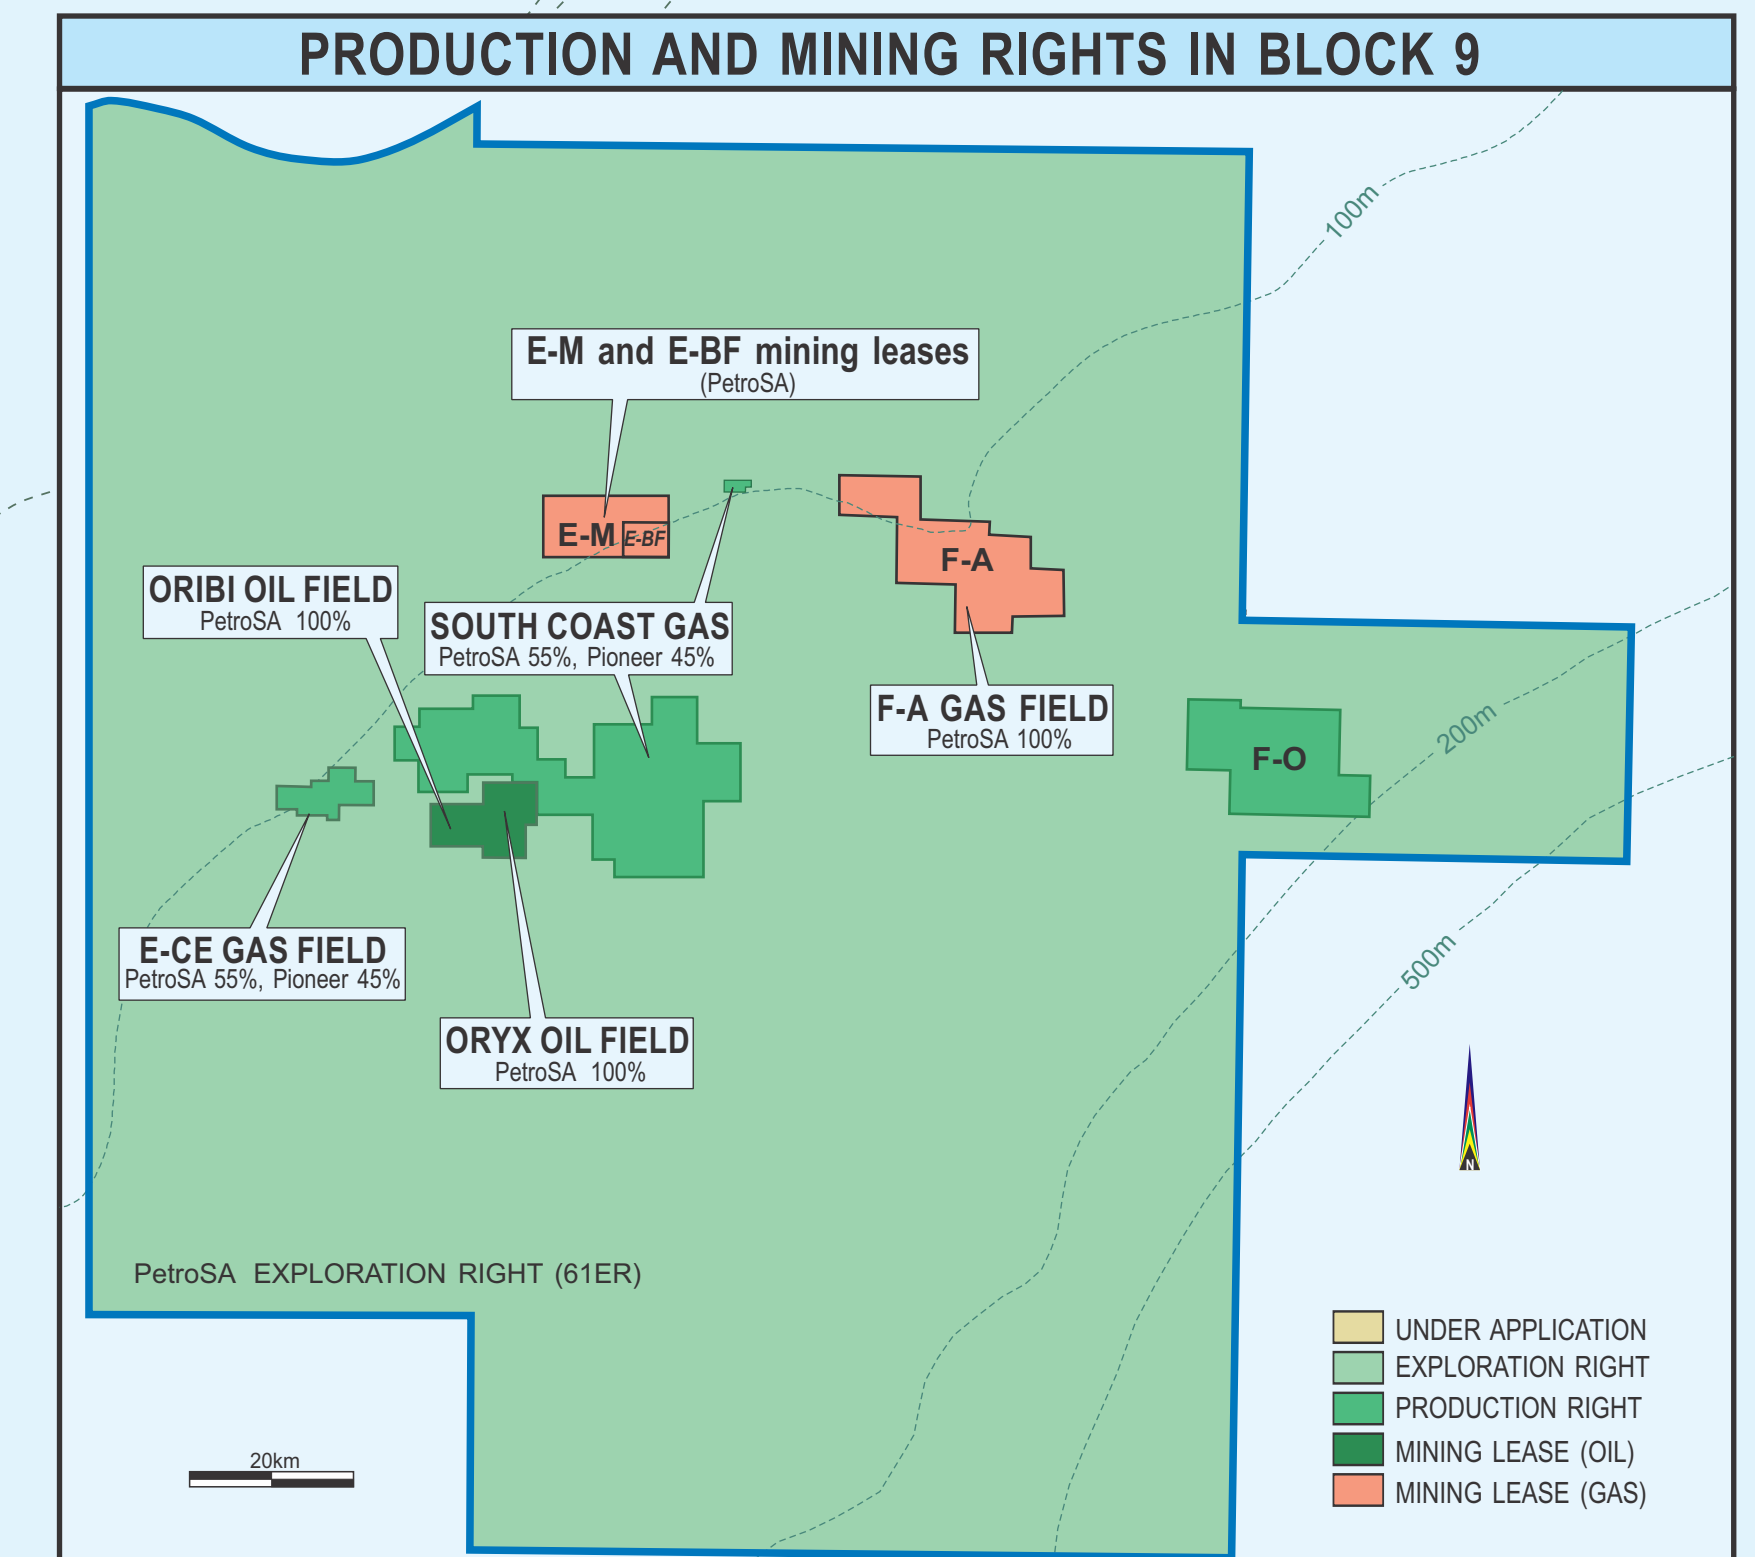 PRODUCTION AND MINING RIGHTS IN BLOCK 9
100m
E-M and E-BF mining leases
(PetroSA)
E-M
E-BF
F-A
ORIBI OIL FIELD
PetroSA 100%
SOUTH COAST GAS
PetroSA 55%, Pioneer 45%
F-A GAS FIELD
PetroSA 100%
F-O
200m
E-CE GAS FIELD
PetroSA 55%, Pioneer 45%
500m
ORYX OIL FIELD
PetroSA 100%
N
PetroSA EXPLORATION RIGHT (61ER)
20km
UNDER APPLICATION
EXPLORATION RIGHT
PRODUCTION RIGHT
MINING LEASE (OIL)
MINING LEASE (GAS)